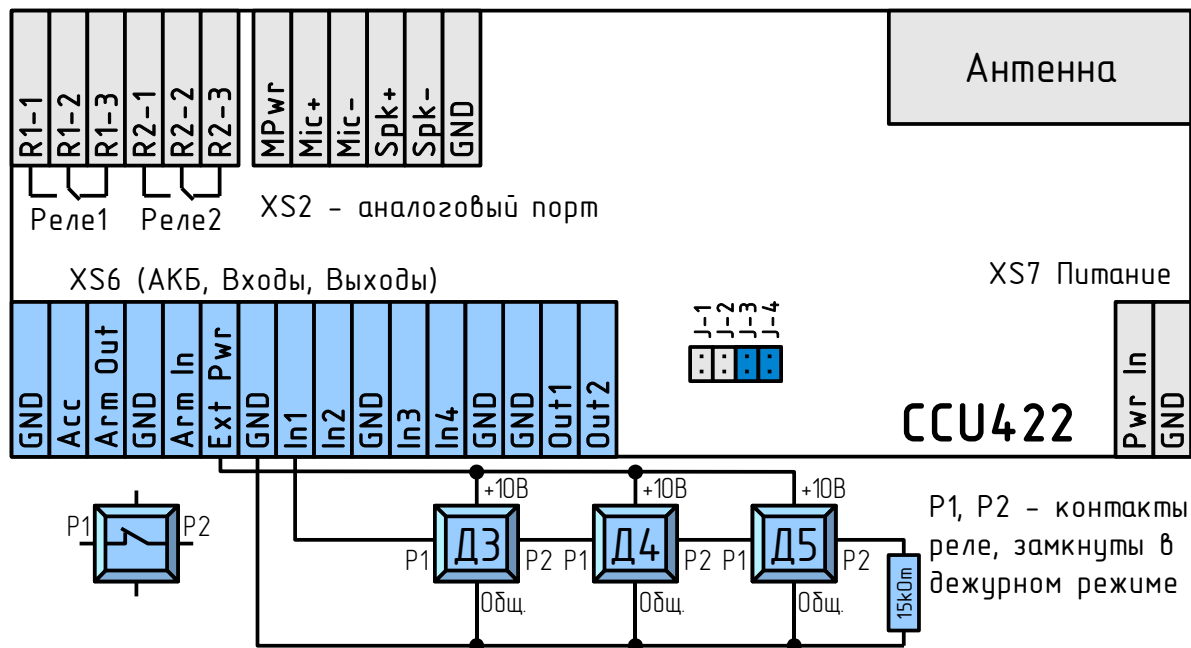 R1-1
R1-2
R1-3
R2-1
R2-2
R2-3
MPwr
Mic+
Mic-
Spk+
Spk-
GND
Антенна
Реле1
Реле2
XS2 - аналоговый порт
XS6 (АКБ, Входы, Выходы)
XS7 Питание
J-1
J-2
J-3
J-4
GND
Acc
Arm Out
GND
Arm In
Ext Pwr
GND
In1
In2
GND
In3
In4
GND
GND
Out1
Out2
CCU422
Pwr In
GND
+10В
+10В
+10В
P1
P2
P1
Д3
P2
P1
Д4
P2
P1
Д5
P2
Общ.
Общ.
Общ.
15кОм
P1, P2 - контакты
реле, замкнуты в
дежурном режиме